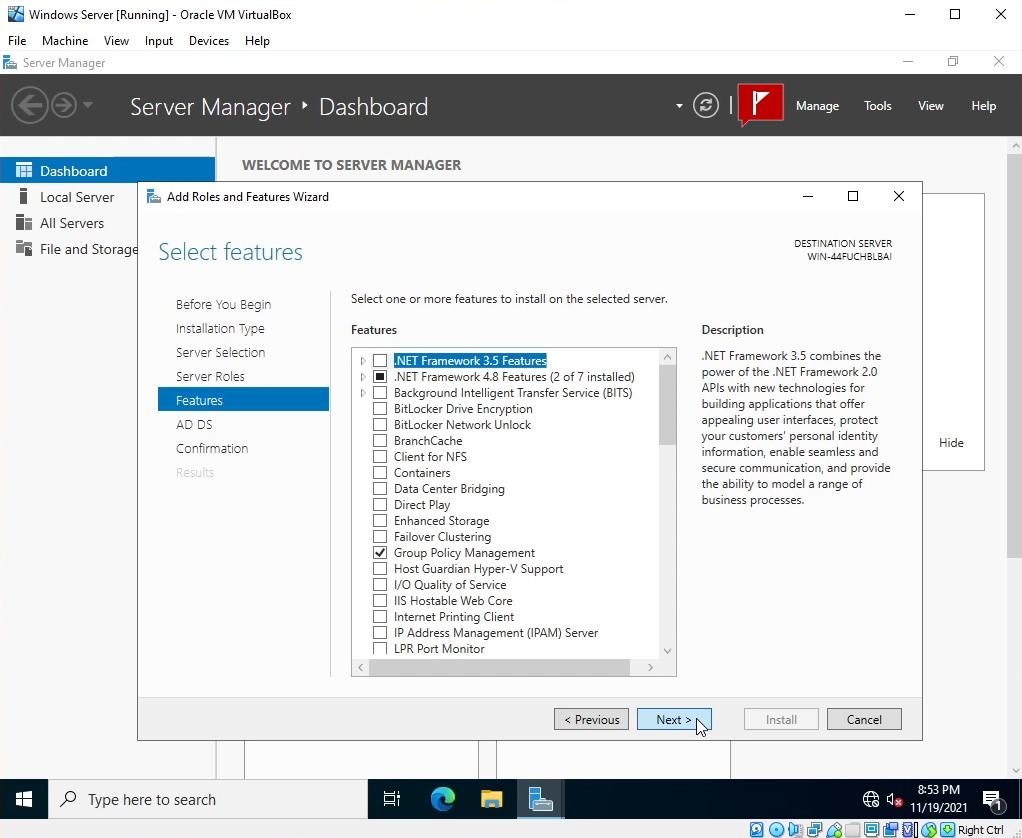 Windows Server [Running] - Oracle VM VirtualBox
File Machine View Input Devices Help
Server Manager
Server Manager ‣ Dashboard
Manage Tools View Help
Dashboard
Local Server
All Servers
File and Storage
WELCOME TO SERVER MANAGER
Add Roles and Features Wizard
Select features
DESTINATION SERVER
WIN-44FUCHBLBAI
Before You Begin
Installation Type
Server Selection
Server Roles
Features
AD DS
Confirmation
Results
Select one or more features to install on the selected server.
Features
.NET Framework 3.5 Features
.NET Framework 4.8 Features (2 of 7 installed)
Background Intelligent Transfer Service (BITS)
BitLocker Drive Encryption
BitLocker Network Unlock
BranchCache
Client for NFS
Containers
Data Center Bridging
Direct Play
Enhanced Storage
Failover Clustering
Group Policy Management
Host Guardian Hyper-V Support
I/O Quality of Service
IIS Hostable Web Core
Internet Printing Client
IP Address Management (IPAM) Server
LPR Port Monitor
Description
.NET Framework 3.5 combines the
power of the .NET Framework 2.0
APIs with new technologies for
building applications that offer
appealing user interfaces, protect
your customers' personal identity
information, enable seamless and
secure communication, and provide
the ability to model a range of
business processes.
Hide
< Previous
Next >
Install
Cancel
Type here to search
8:53 PM
11/19/2021
1
Right Ctrl